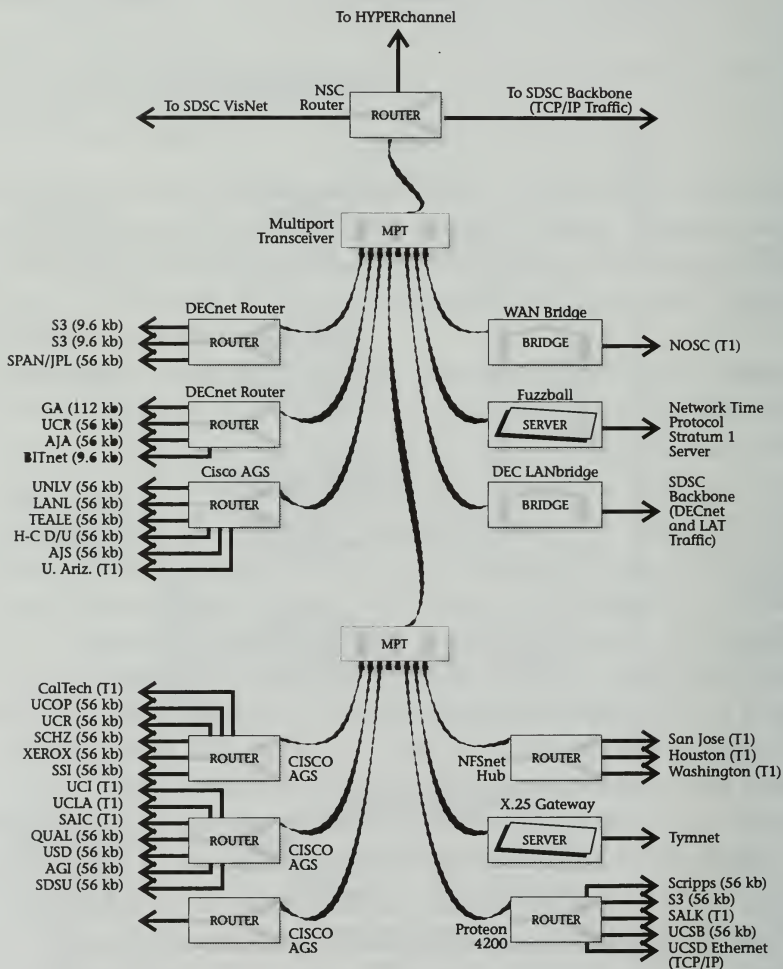 To HYPERchannel
To SDSC VisNet
NSC
Router
ROUTER
To SDSC Backbone
(TCP/IP Traffic)
Multiport
Transceiver
MPT
DECnet Router
S3 (9.6 kb)
S3 (9.6 kb)
SPAN/JPL (56 kb)
ROUTER
WAN Bridge
BRIDGE
NOSC (T1)
DECnet Router
GA (112 kb)
UCR (56 kb)
AJA (56 kb)
BITnet (9.6 kb)
ROUTER
Fuzzball
SERVER
Network Time
Protocol
Stratum 1
Server
Cisco AGS
UNLV (56 kb)
LANL (56 kb)
TEALE (56 kb)
H-C D/U (56 kb)
AJS (56 kb)
U. Ariz. (T1)
ROUTER
DEC LANbridge
BRIDGE
SDSC
Backbone
(DECnet
and LAT
Traffic)
MPT
CalTech (T1)
UCOP (56 kb)
UCR (56 kb)
SCHZ (56 kb)
XEROX (56 kb)
SSI (56 kb)
ROUTER
CISCO
AGS
NFSnet
Hub
ROUTER
San Jose (T1)
Houston (T1)
Washington (T1)
UCI (T1)
UCLA (T1)
SAIC (T1)
QUAL (56 kb)
USD (56 kb)
AGI (56 kb)
SDSU (56 kb)
ROUTER
CISCO
AGS
X.25 Gateway
SERVER
Tymnet
ROUTER
CISCO
AGS
Proteon
4200
ROUTER
Scripps (56 kb)
S3 (56 kb)
SALK (T1)
UCSB (56 kb)
UCSD Ethernet
(TCP/IP)